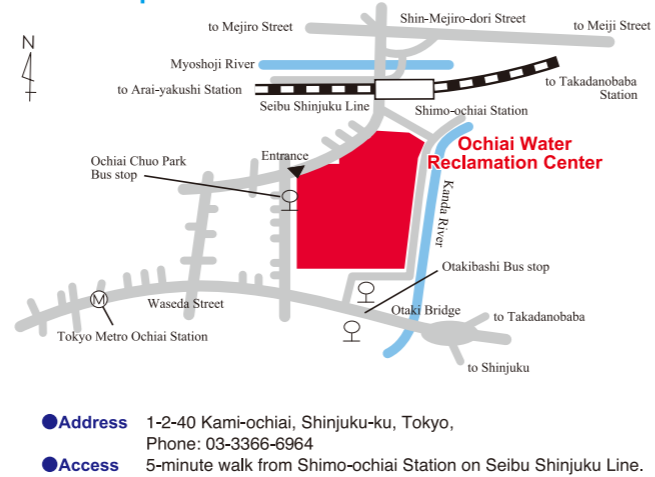 Shin-Mejiro-dori Street
to Mejiro Street
to Meiji Street
N
Myoshoji River
to Arai-yakushi Station
to Takadanobaba
Station
Seibu Shinjuku Line
Shimo-ochiai Station
Ochiai Water
Reclamation Center
Entrance
Ochiai Chuo Park
Bus stop
Kanda River
Otakibashi Bus stop
M
Waseda Street
Otaki Bridge
to Takadanobaba
Tokyo Metro Ochiai Station
to Shinjuku
●Address 1-2-40 Kami-ochiai, Shinjuku-ku, Tokyo,
Phone: 03-3366-6964
●Access 5-minute walk from Shimo-ochiai Station on Seibu Shinjuku Line.